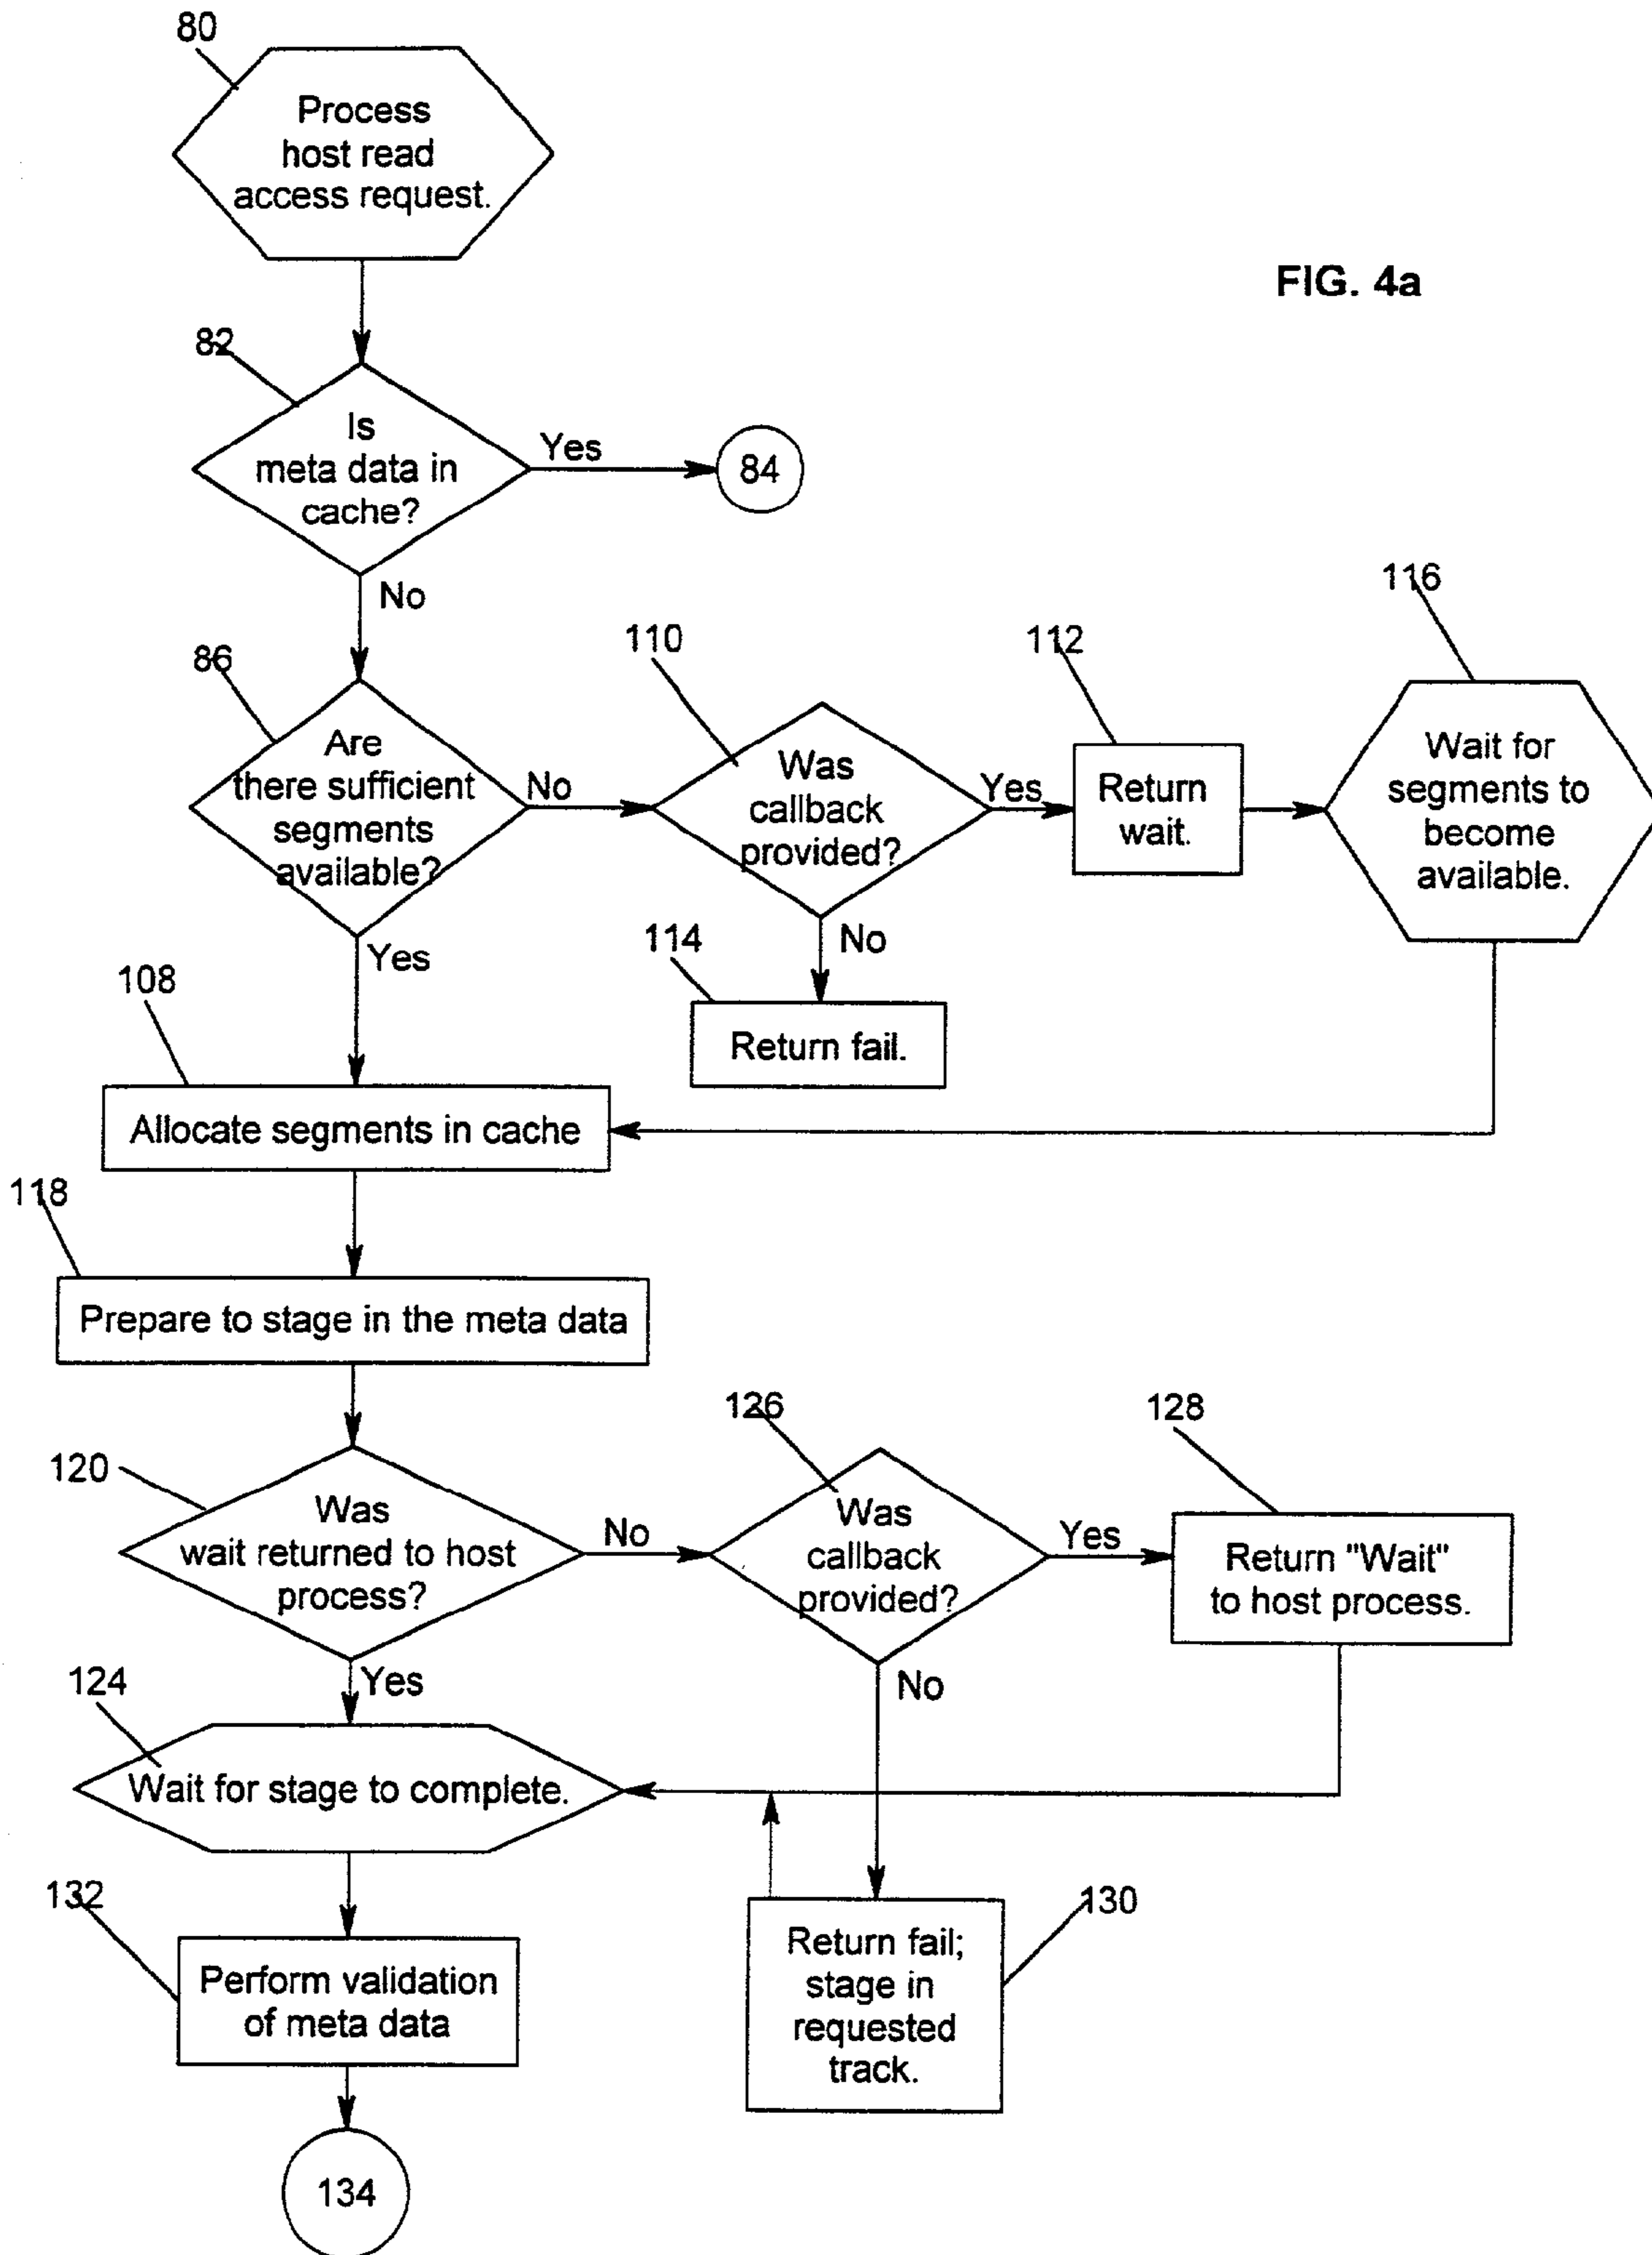 80
Process
host read
access request.
FIG. 4a
82
Is
meta data in
cache?
Yes
84
No
86
Are
there sufficient
segments
available?
No
110
Was
callback
provided?
Yes
112
Return
wait.
116
Wait for
segments to
become
available.
Yes
No
114
Return fail.
108
Allocate segments in cache
118
Prepare to stage in the meta data
120
Was
wait returned to host
process?
No
126
Was
callback
provided?
Yes
128
Return "Wait"
to host process.
Yes
No
124
Wait for stage to complete.
132
Perform validation
of meta data
130
Return fail;
stage in
requested
track.
134